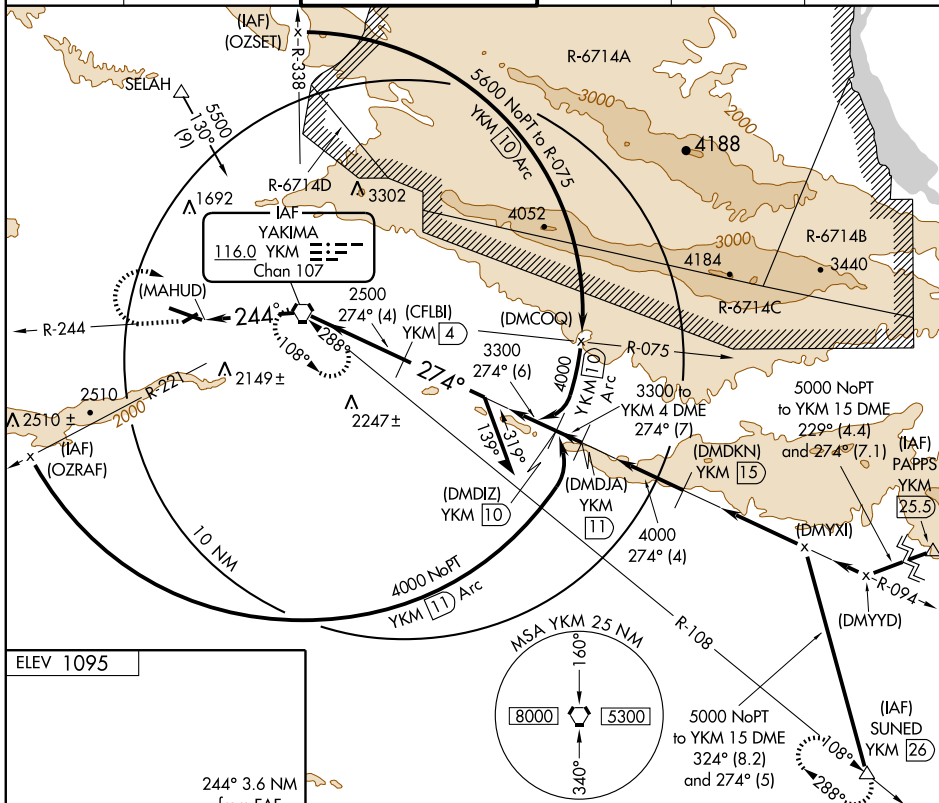 (IAF)
(OZSET)
R-338
R-6714A
SELAH
5500
130°
(9)
5600 NoPT to R-075
YKM 10 Arc
3000
2000
4188
R-6714D
3302
1692
IAF
YAKIMA
116.0 YKM
Chan 107
4052
3000
R-6714B
4184
3440
R-6714C
(MAHUD)
R-244
244°
2500
274° (4)
(CFLBI)
YKM 4
(DMCOQ)
R-075
288°
108°
274°
3300
274° (6)
4000
YKM 10
Arc
3300 to
YKM 4 DME
274° (7)
5000 NoPT
to YKM 15 DME
229° (4.4)
and 274° (7.1)
2149 ±
2247 ±
2510
2510 ±
2000
R-221
(IAF)
(OZRAF)
139°
319°
(DMDIZ)
YKM 10
(DMDJA)
YKM
11
(DMDKN)
YKM 15
(IAF)
PAPPS
YKM
25.5
4000
274° (4)
(DMYXI)
R-094
(DMYYD)
10 NM
4000 NoPT
YKM 11 Arc
R-108
MSA YKM 25 NM
160°
8000
5300
340°
5000 NoPT
to YKM 15 DME
324° (8.2)
and 274° (5)
(IAF)
SUNED
YKM 26
108°
288°
ELEV 1095
244° 3.6 NM
from FAF